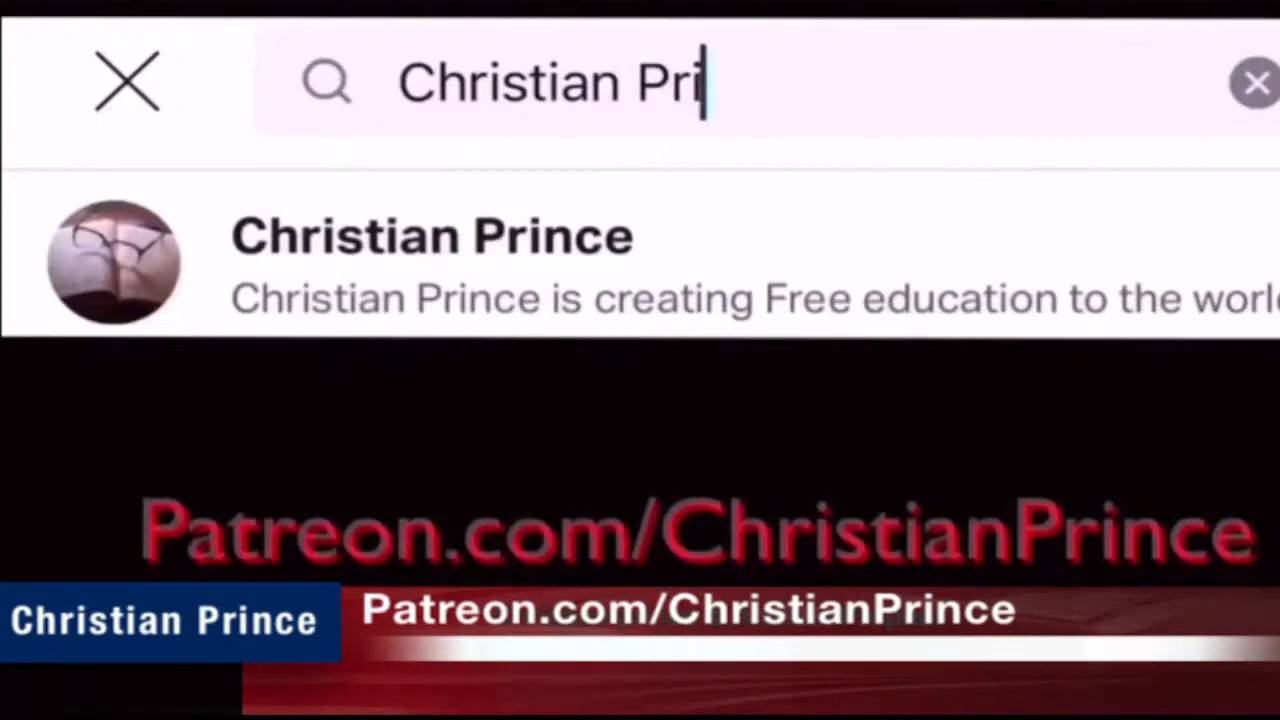 Christian Pri
Christian Prince
Christian Prince is creating Free education to the worl
Patreon.com/ChristianPrince
Christian Prince
Patreon.com/ChristianPrince